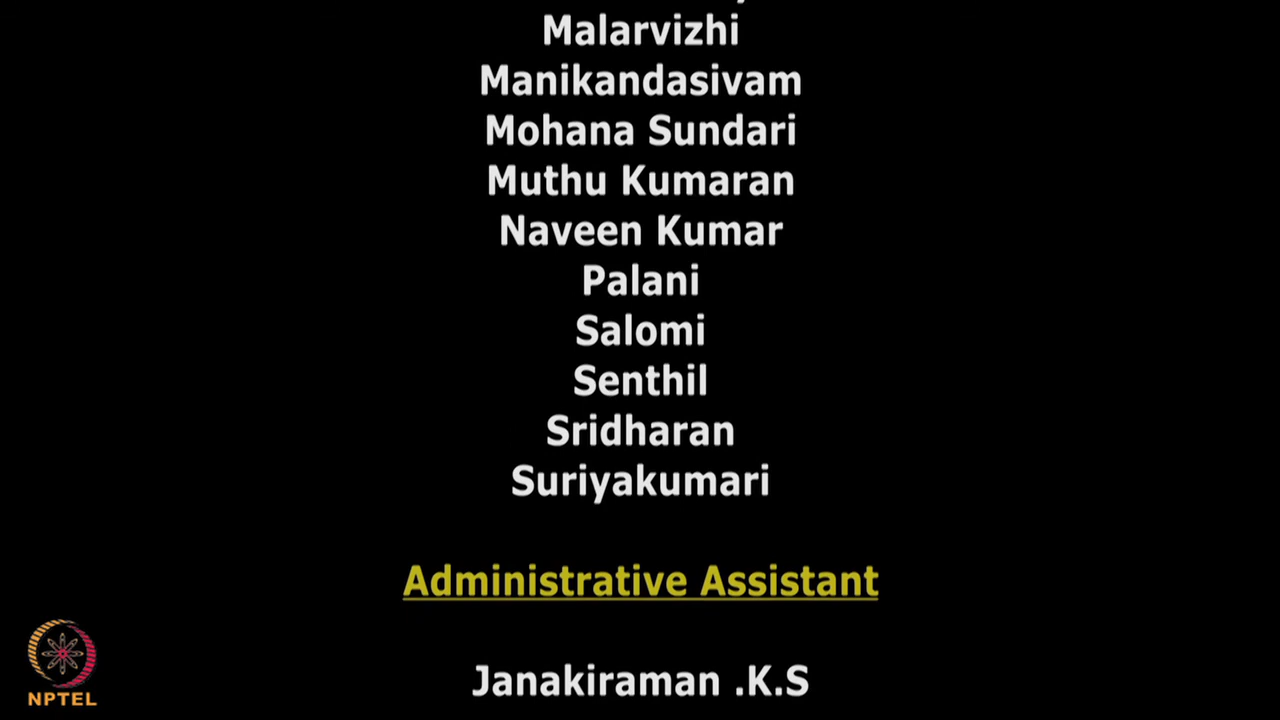 Malarvizhi
Manikandasivam
Mohana Sundari
Muthu Kumaran
Naveen Kumar
Palani
Salomi
Senthil
Sridharan
Suriyakumari
Administrative Assistant
Janakiraman .K.S
NPTEL